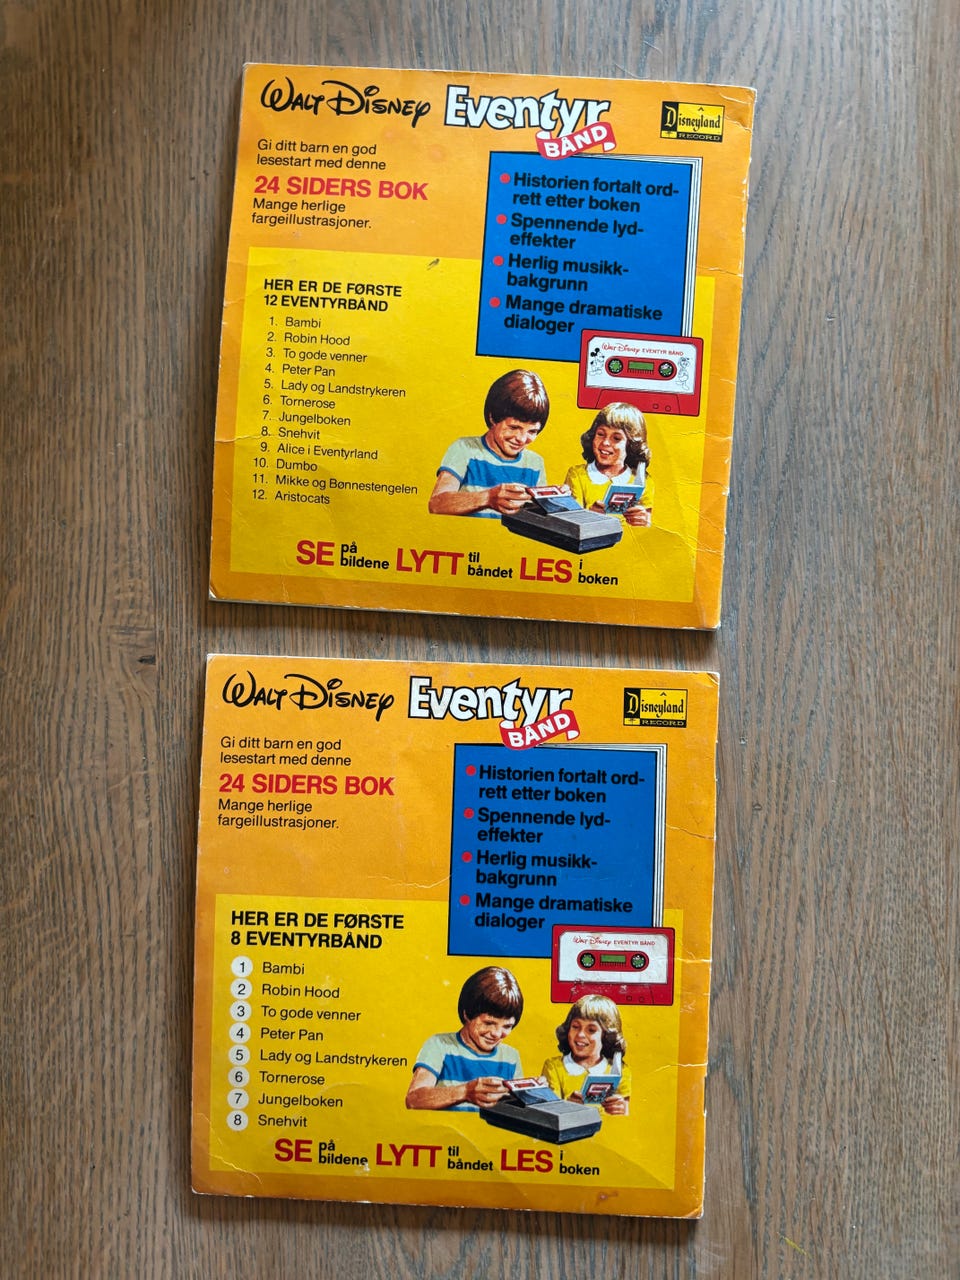 WALT DISNEY Eventyr
BÅND
Disneyland
RECORD
Gi ditt barn en god
lesestart med denne
24 SIDERS BOK
Mange herlige
fargeillustrasjoner.
Historien fortalt ord-
rett etter boken
Spennende lyd-
effekter
Herlig musikk-
bakgrunn
Mange dramatiske
dialoger
WALT DISNEY EVENTYR BÅND
HER ER DE FØRSTE
12 EVENTYRBÅND
1. Bambi
2. Robin Hood
3. To gode venner
4. Peter Pan
5. Lady og Landstrykeren
6. Tornerose
7. Jungelboken
8. Snehvit
9. Alice i Eventyrland
10. Dumbo
11. Mikke og Bønnestengelen
12. Aristocats
SE på bildene LYTT til båndet LES i boken
WALT DISNEY Eventyr
BÅND
Disneyland
RECORD
Gi ditt barn en god
lesestart med denne
24 SIDERS BOK
Mange herlige
fargeillustrasjoner.
Historien fortalt ord-
rett etter boken
Spennende lyd-
effekter
Herlig musikk-
bakgrunn
Mange dramatiske
dialoger
WALT DISNEY EVENTYR BÅND
HER ER DE FØRSTE
8 EVENTYRBÅND
1 Bambi
2 Robin Hood
3 To gode venner
4 Peter Pan
5 Lady og Landstrykeren
6 Tornerose
7 Jungelboken
8 Snehvit
SE på bildene LYTT til båndet LES i boken